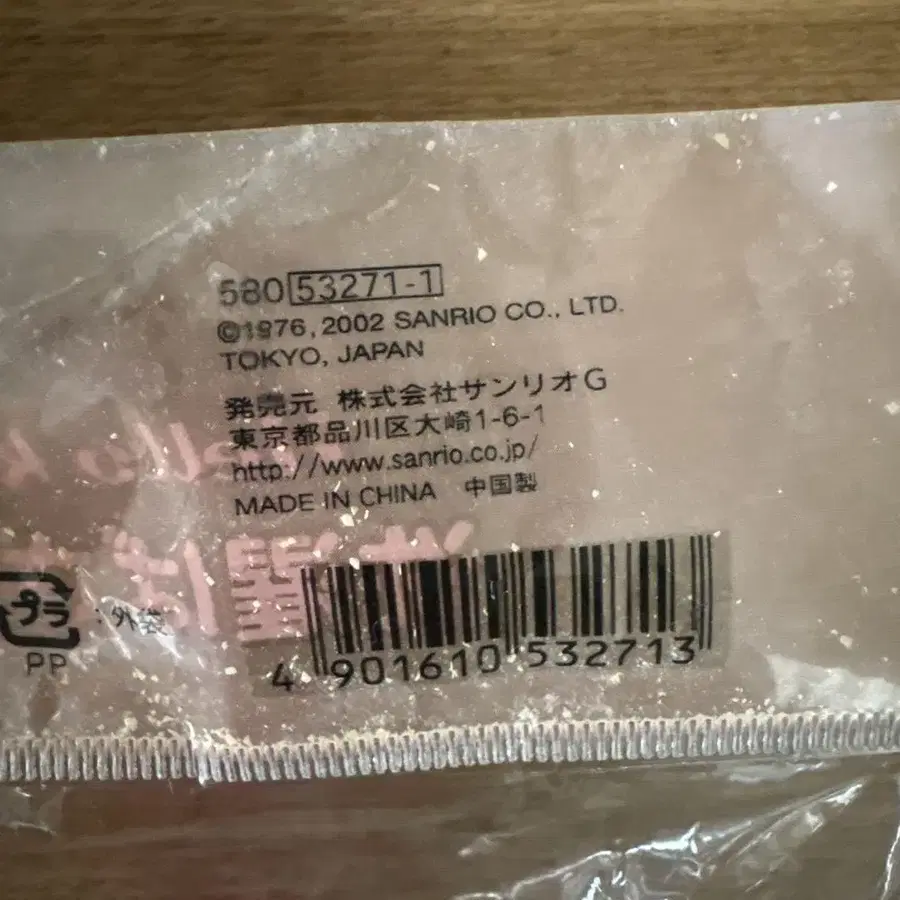 580 53271-1
©1976, 2002 SANRIO CO., LTD.
TOKYO, JAPAN
発売元 株式会社サンリオG
東京都品川区大崎1-6-1
http://www.sanrio.co.jp/
MADE IN CHINA 中国製
プラ
:外袋
PP
4 901610 532713